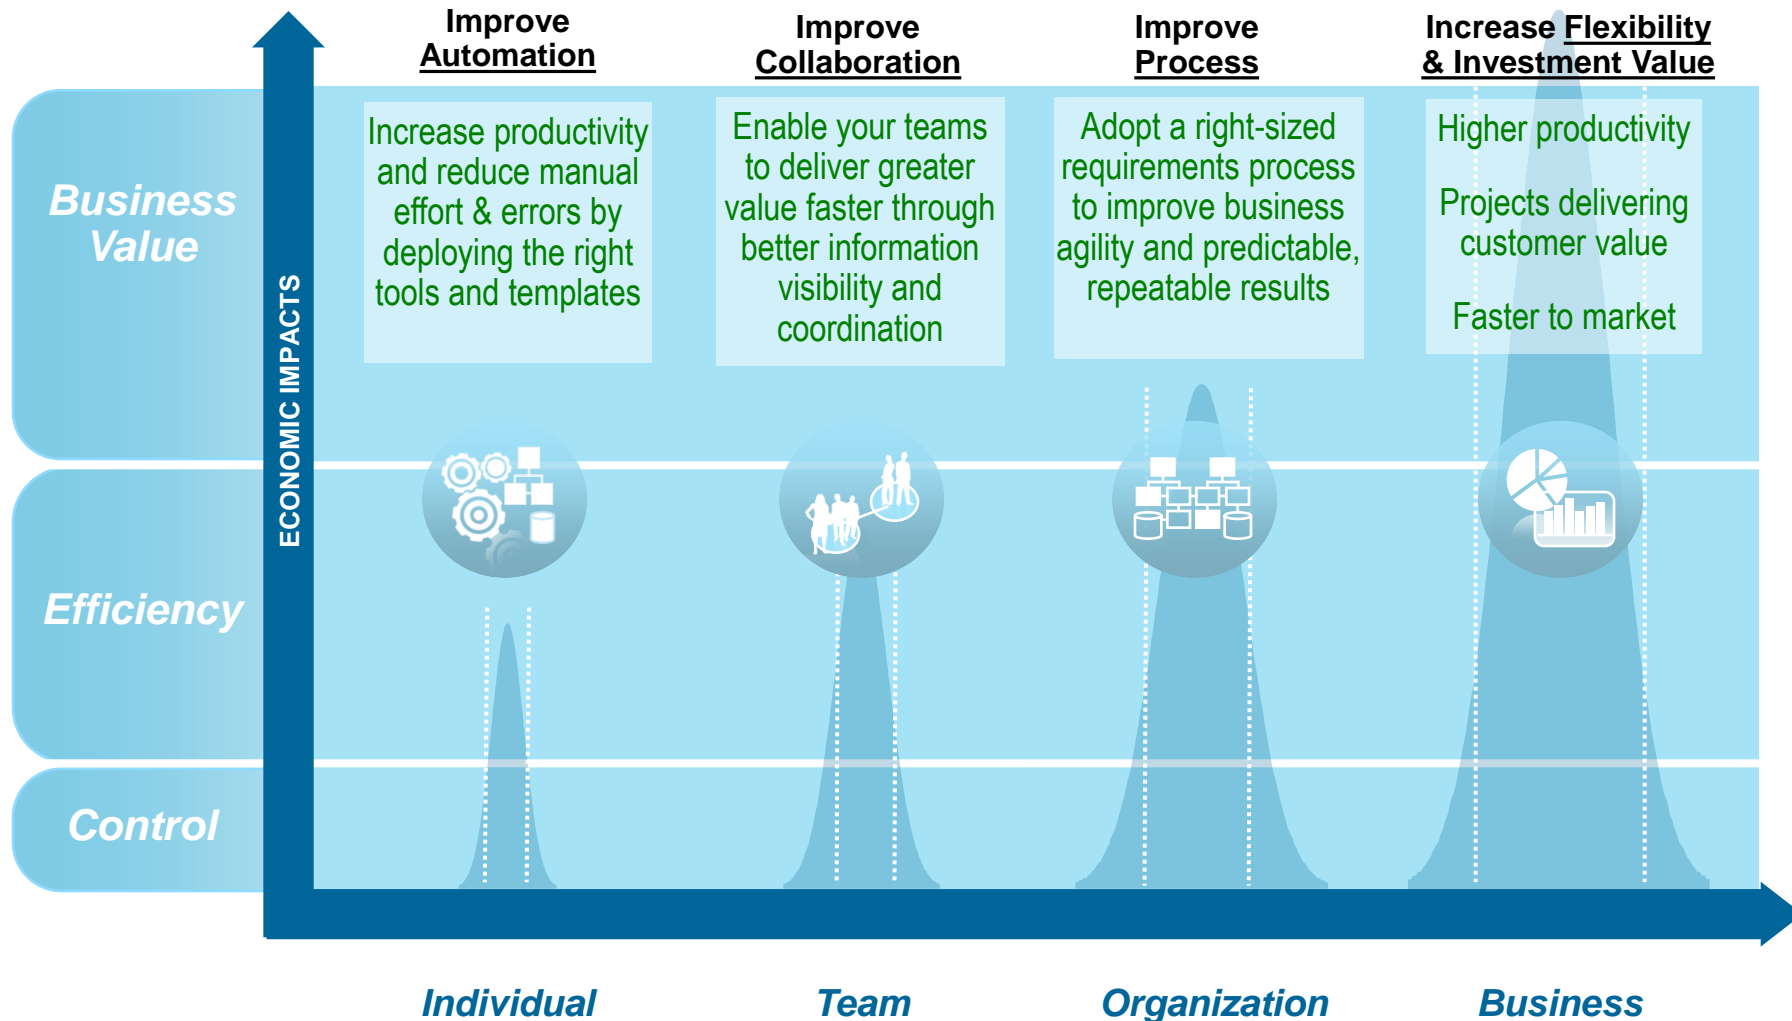 Improve
Automation
Improve
Collaboration
Improve
Process
Increase Flexibility
& Investment Value
Business
Value
Increase productivity
and reduce manual
effort & errors by
deploying the right
tools and templates
Enable your teams
to deliver greater
value faster through
better information
visibility and
coordination
Adopt a right-sized
requirements process
to improve business
agility and predictable,
repeatable results
Higher productivity
Projects delivering
customer value
Faster to market
ECONOMIC IMPACTS
Efficiency
Control
Individual
Team
Organization
Business